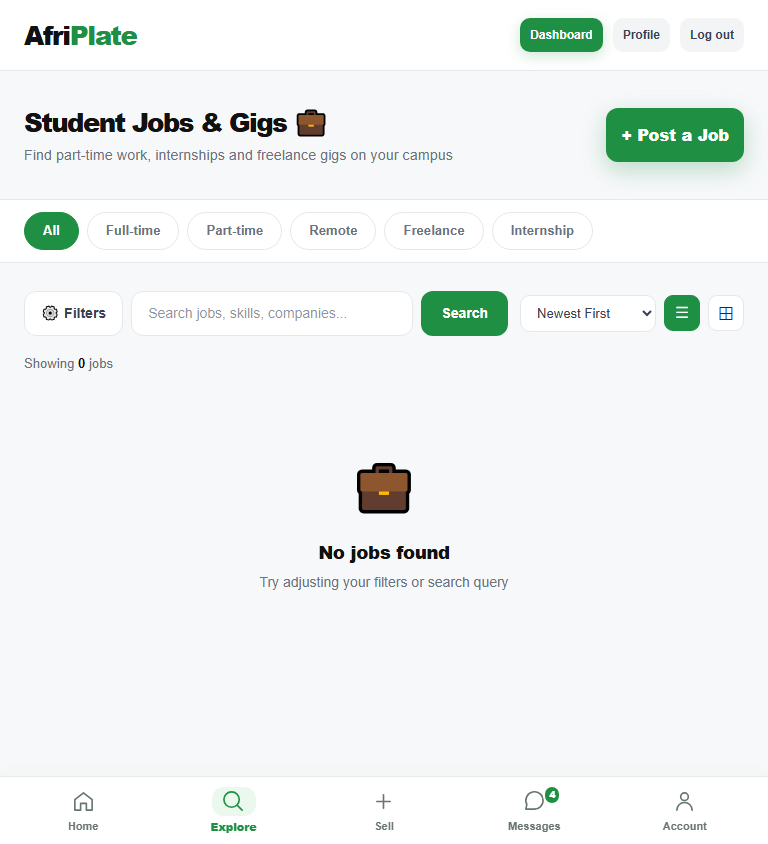 AfriPlate
Dashboard
Profile
Log out
Student Jobs & Gigs
Find part-time work, internships and freelance gigs on your campus
+ Post a Job
All
Full-time
Part-time
Remote
Freelance
Internship
Filters
Search jobs, skills, companies...
Search
Newest First
Showing 0 jobs
No jobs found
Try adjusting your filters or search query
Home
Explore
Sell
4
Messages
Account